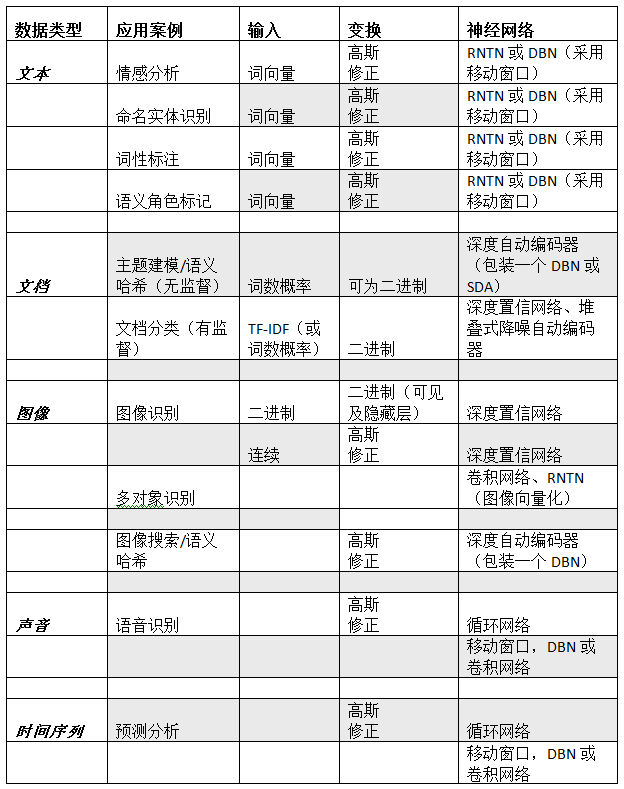 数据类型 应用案例 输入 变换 神经网络
高斯 RNTN 或 DBN（采用
文本 情感分析 词向量 修正 移动窗口）
高斯 RNTN 或 DBN（采用
命名实体识别 词向量 修正 移动窗口）
高斯 RNTN 或 DBN（采用
词性标注 词向量 修正 移动窗口）
高斯 RNTN 或 DBN（采用
语义角色标记 词向量 修正 移动窗口）
深度自动编码器
主题建模/语义 （包装一个 DBN 或
文档 哈希（无监督） 词数概率 可为二进制 SDA）
深度置信网络、堆
文档分类（有监 TF-IDF（或 叠式降噪自动编码
督） 词数概率） 二进制 器
二进制（可见
图像 图像识别 二进制 及隐藏层） 深度置信网络
高斯
连续 修正 深度置信网络
卷积网络、RNTN
多对象识别 （图像向量化）
图像搜索/语义 高斯 深度自动编码器
哈希 修正 （包装一个 DBN）
高斯
声音 语音识别 修正 循环网络
移动窗口，DBN 或
卷积网络
高斯
时间序列 预测分析 修正 循环网络
移动窗口，DBN 或
卷积网络